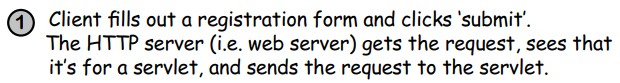 1 Client fills out a registration form and clicks 'submit'.
The HTTP server (i.e. web server) gets the request, sees that
it's for a servlet, and sends the request to the servlet.